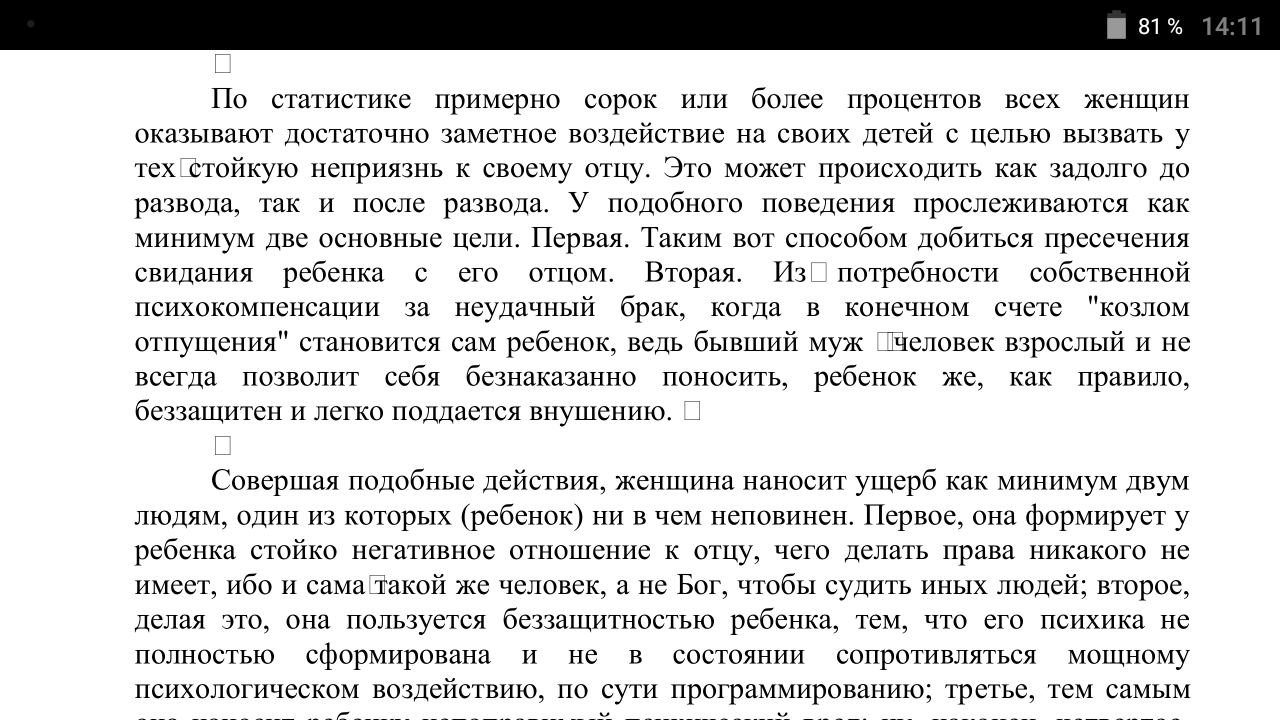 81 % 14:11
По статистике примерно сорок или более процентов всех женщин
оказывают достаточно заметное воздействие на своих детей с целью вызвать у
тех стойкую неприязнь к своему отцу. Это может происходить как задолго до
развода, так и после развода. У подобного поведения прослеживаются как
минимум две основные цели. Первая. Таким вот способом добиться пресечения
свидания ребенка с его отцом. Вторая. Из потребности собственной
психокомпенсации за неудачный брак, когда в конечном счете "козлом
отпущения" становится сам ребенок, ведь бывший муж человек взрослый и не
всегда позволит себя безнаказанно поносить, ребенок же, как правило,
беззащитен и легко поддается внушению.
Совершая подобные действия, женщина наносит ущерб как минимум двум
людям, один из которых (ребенок) ни в чем неповинен. Первое, она формирует у
ребенка стойко негативное отношение к отцу, чего делать права никакого не
имеет, ибо и сама такой же человек, а не Бог, чтобы судить иных людей; второе,
делая это, она пользуется беззащитностью ребенка, тем, что его психика не
полностью сформирована и не в состоянии сопротивляться мощному
психологическом воздействию, по сути программированию; третье, тем самым